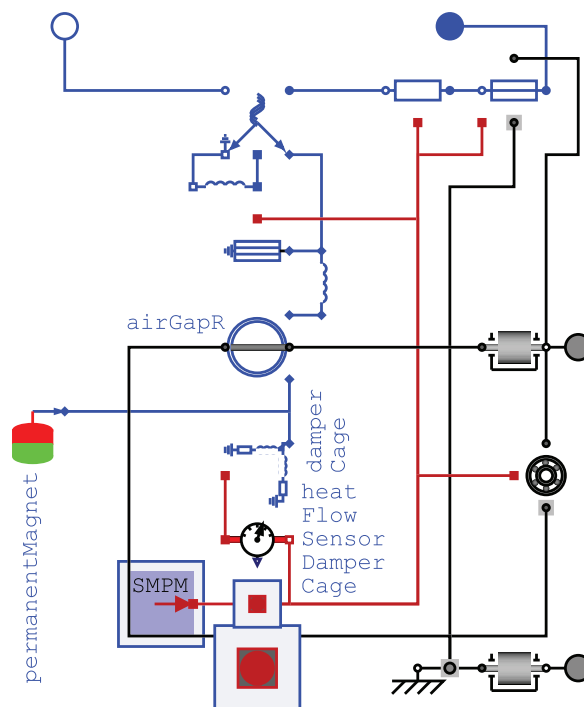 airGapR
damper
Cage
heat
Flow
Sensor
Damper
Cage
permanentMagnet
SMPM